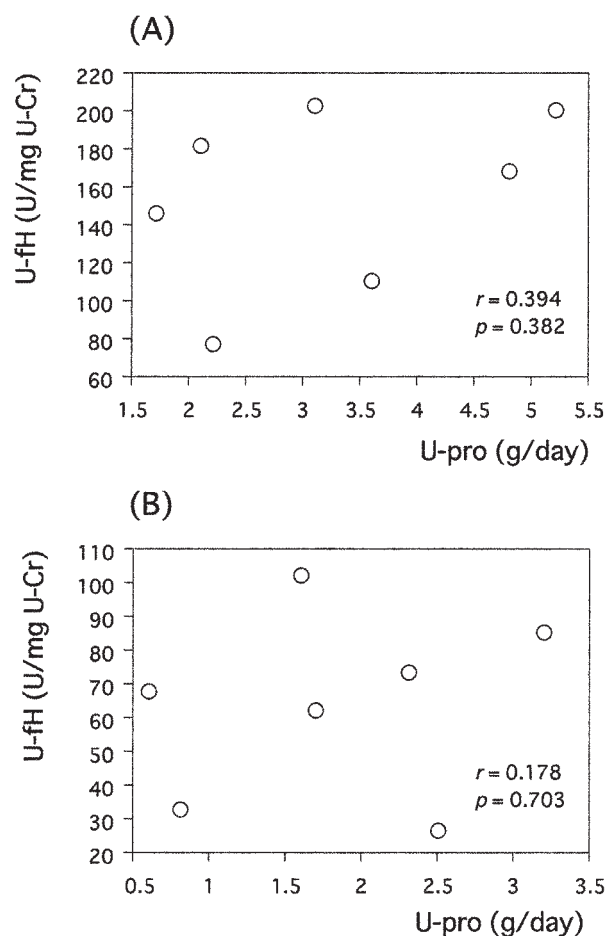 (A)
U-fH (U/mg U-Cr)
220
200
180
160
140
120
100
80
60
r = 0.394
p = 0.382
1.5 2 2.5 3 3.5 4 4.5 5 5.5
U-pro (g/day)
(B)
U-fH (U/mg U-Cr)
110
100
90
80
70
60
50
40
30
20
r = 0.178
p = 0.703
0.5 1 1.5 2 2.5 3 3.5
U-pro (g/day)